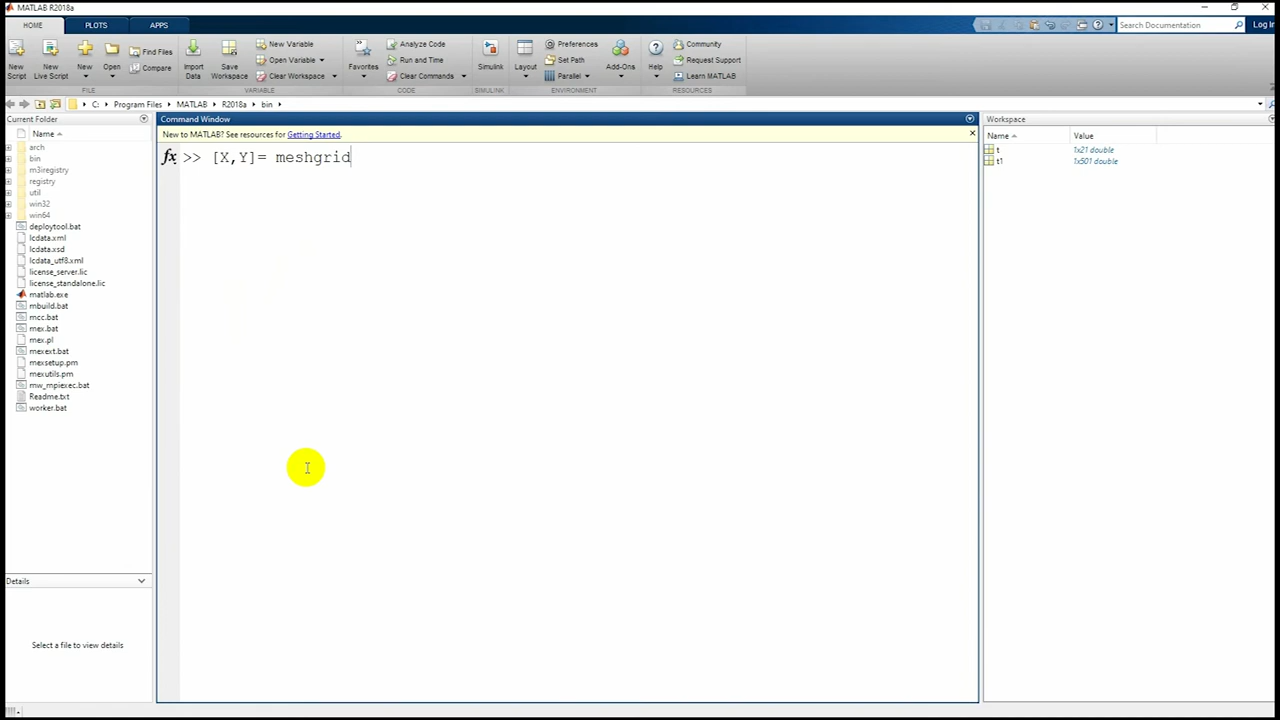 MATLAB R2018a
HOME PLOTS APPS
Search Documentation
Log In
New Script
New Live Script
New
Open
Find Files
Compare
Import Data
Save Workspace
New Variable
Open Variable
Clear Workspace
Favorites
Analyze Code
Run and Time
Clear Commands
Simulink
Layout
Preferences
Set Path
Parallel
Add-Ons
Help
Community
Request Support
Learn MATLAB
FILE VARIABLE CODE SIMULINK ENVIRONMENT RESOURCES
C: Program Files MATLAB R2018a bin
Current Folder
Name
arch
bin
m3iregistry
registry
util
win32
win64
deploytool.bat
lcdata.xml
lcdata.xsd
lcdata_utf8.xml
license_server.lic
license_standalone.lic
matlab.exe
mbuild.bat
mcc.bat
mex.bat
mex.pl
mexext.bat
mexsetup.pm
mexutils.pm
mw_mpiexec.bat
Readme.txt
worker.bat
Details
Select a file to view details
Command Window
New to MATLAB? See resources for Getting Started.
fx >> [X,Y]= meshgrid
Workspace
Name Value
t 1x21 double
t1 1x501 double